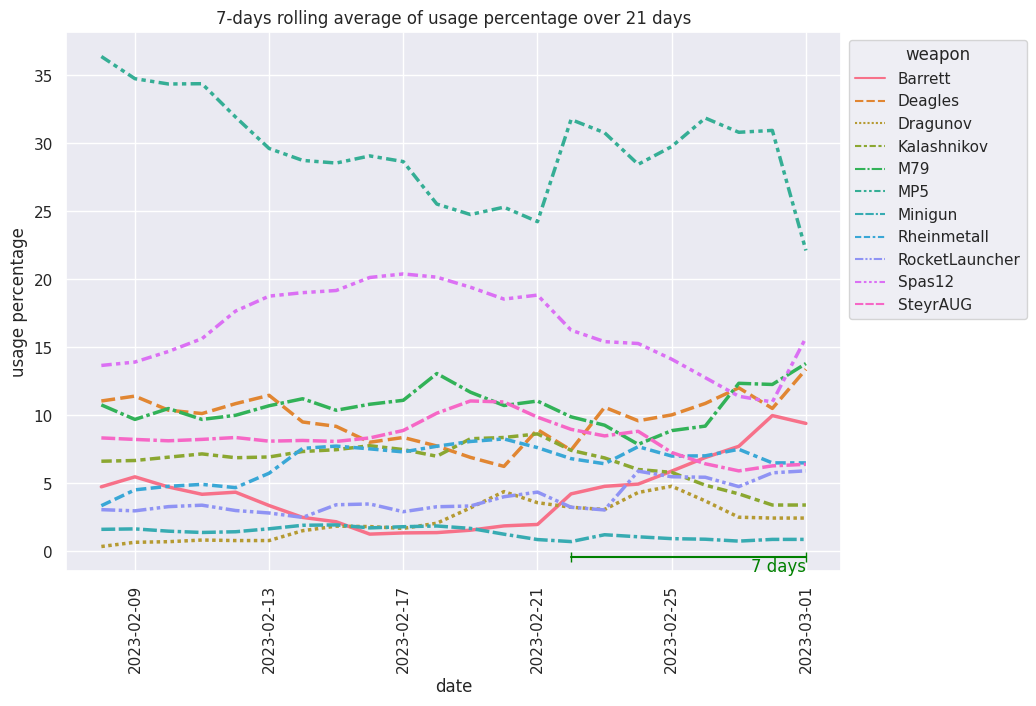 7-days rolling average of usage percentage over 21 days
usage percentage
35
30
25
20
15
10
5
0
7 days
2023-02-09
2023-02-13
2023-02-17
2023-02-21
2023-02-25
2023-03-01
date
weapon
Barrett
Deagles
Dragunov
Kalashnikov
M79
MP5
Minigun
Rheinmetall
RocketLauncher
Spas12
SteyrAUG